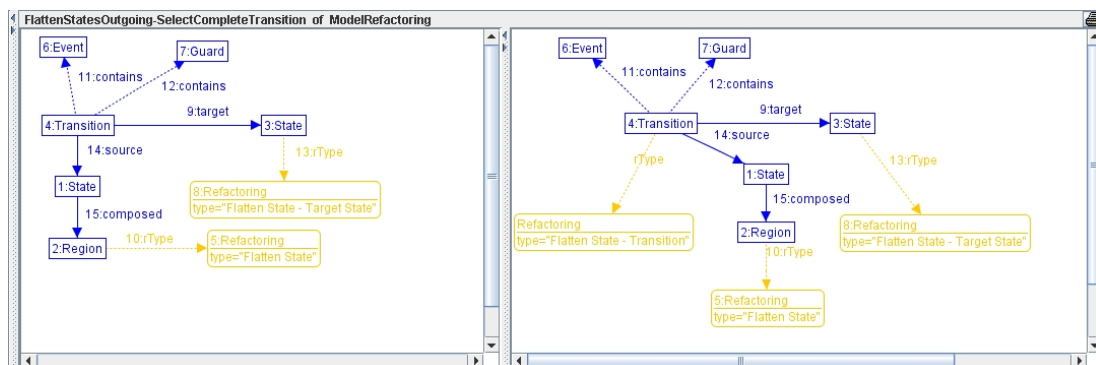 FlattenStatesOutgoing-SelectCompleteTransition of ModelRefactoring
6:Event
7:Guard
11:contains
12:contains
9:target
4:Transition
3:State
14:source
13:rType
1:State
8:Refactoring
type="Flatten State - Target State"
15:composed
2:Region
10:rType
5:Refactoring
type="Flatten State"
6:Event
7:Guard
11:contains
12:contains
9:target
4:Transition
3:State
14:source
rType
13:rType
1:State
15:composed
Refactoring
type="Flatten State - Transition"
2:Region
8:Refactoring
type="Flatten State - Target State"
10:rType
5:Refactoring
type="Flatten State"